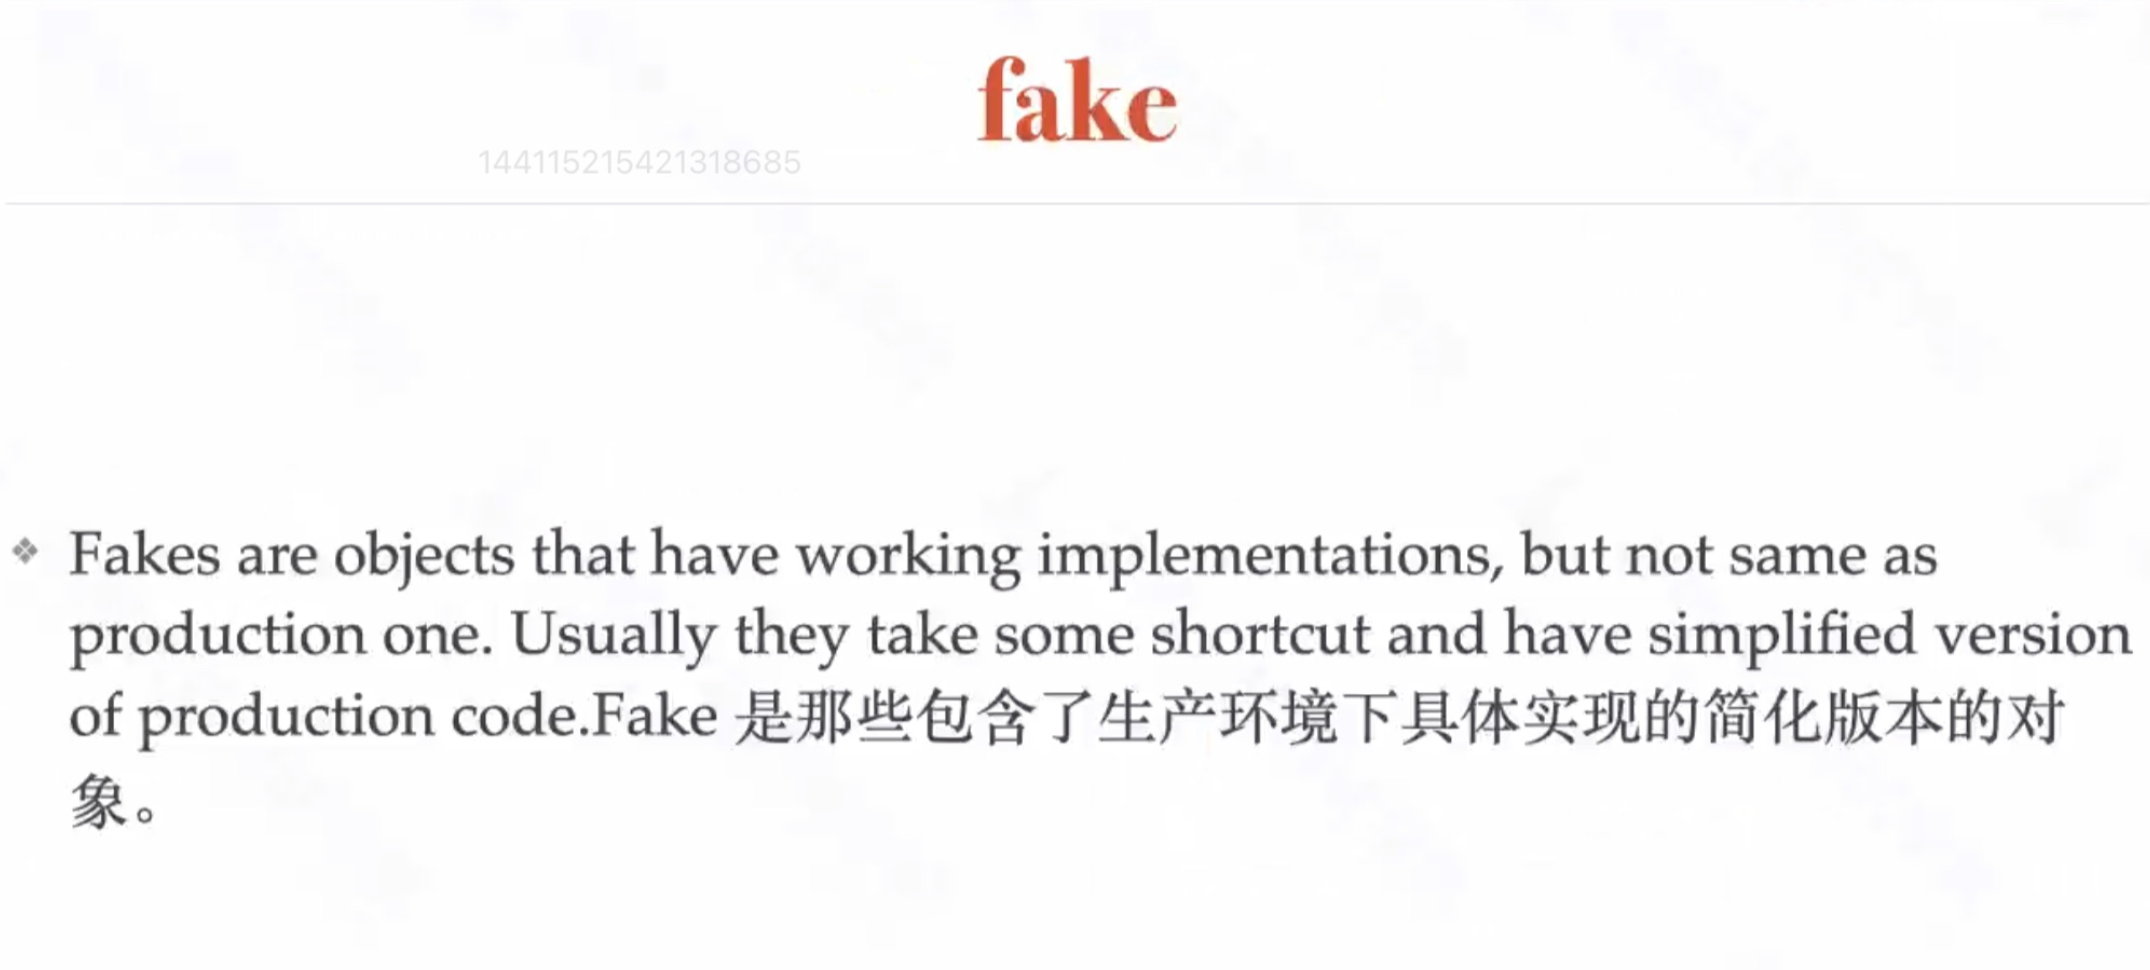 fake
144115215421318685
Fakes are objects that have working implementations, but not same as
production one. Usually they take some shortcut and have simplified version
of production code.Fake 是那些包含了生产环境下具体实现的简化版本的对
象。